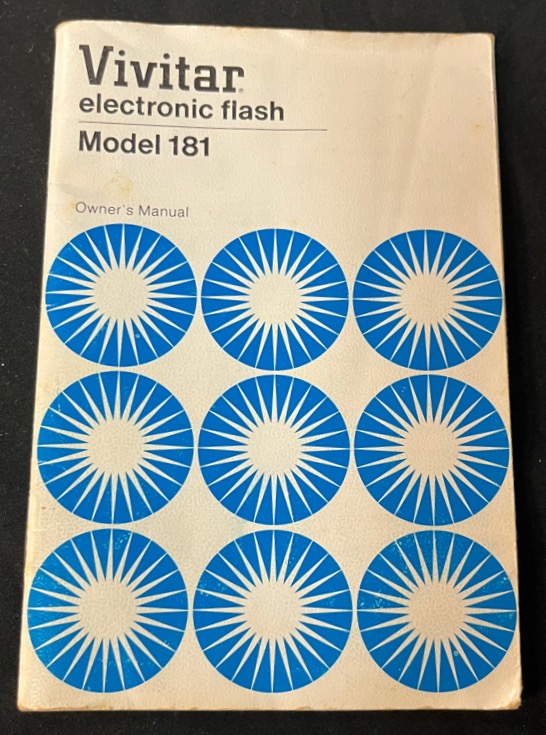 Vivitar
electronic flash
Model 181
Owner's Manual